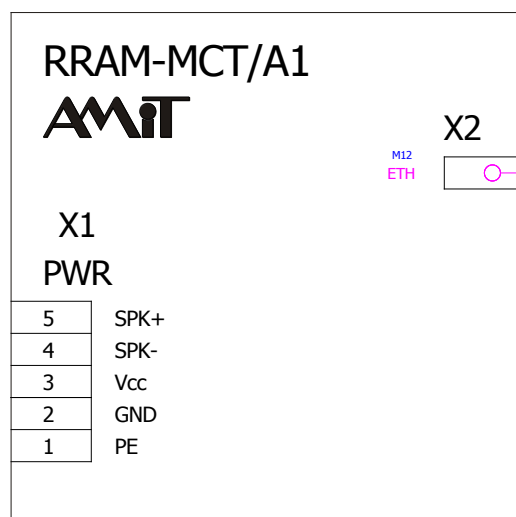 RRAM-MCT/A1
AMiT
X2
M12
ETH
X1
PWR
5 SPK+
4 SPK-
3 Vcc
2 GND
1 PE